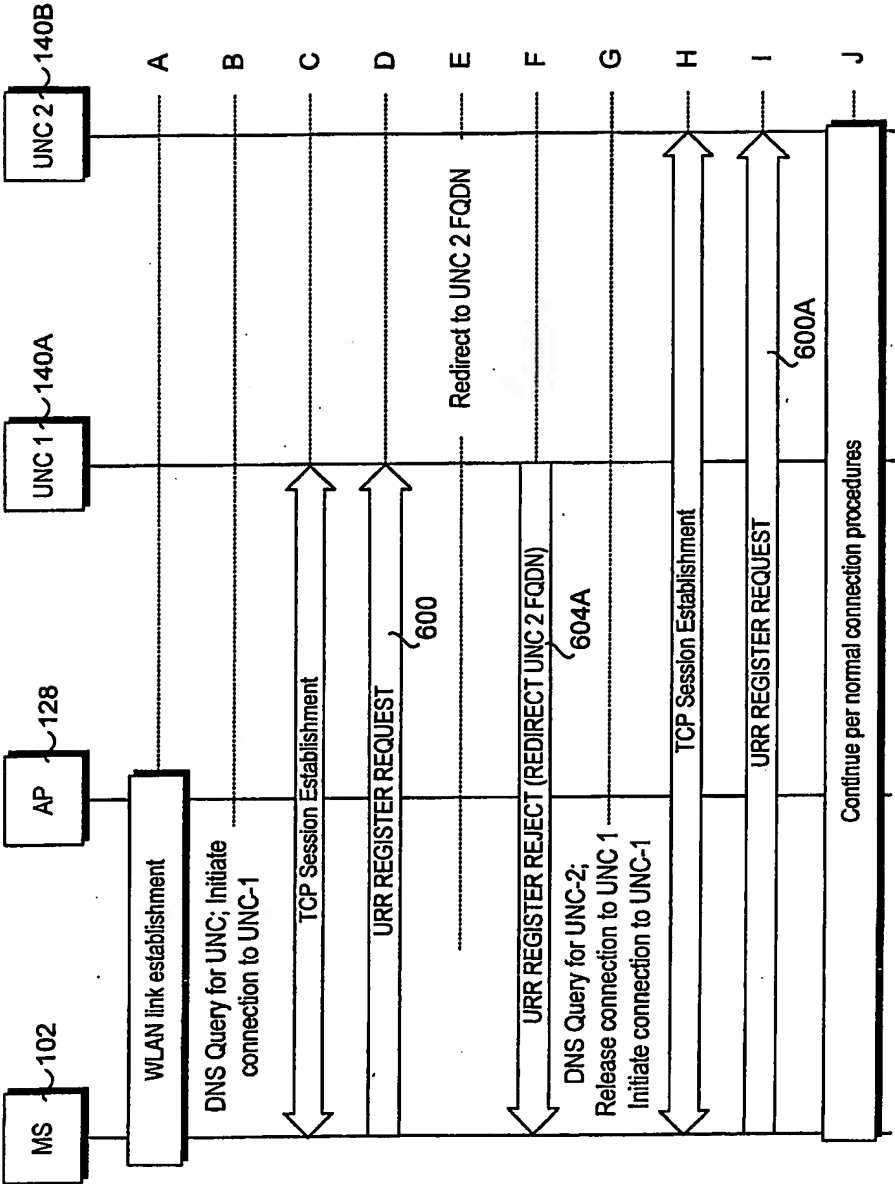 MS 102
AP 128
UNC 1 140A
UNC 2 140B
WLAN link establishment
A
DNS Query for UNC; Initiate
connection to UNC-1
B
TCP Session Establishment
C
URR REGISTER REQUEST
600
D
Redirect to UNC 2 FQDN
E
URR REGISTER REJECT (REDIRECT UNC 2 FQDN)
604A
F
DNS Query for UNC-2;
Release connection to UNC 1
Initiate connection to UNC-1
G
TCP Session Establishment
H
URR REGISTER REQUEST
600A
I
Continue per normal connection procedures
J